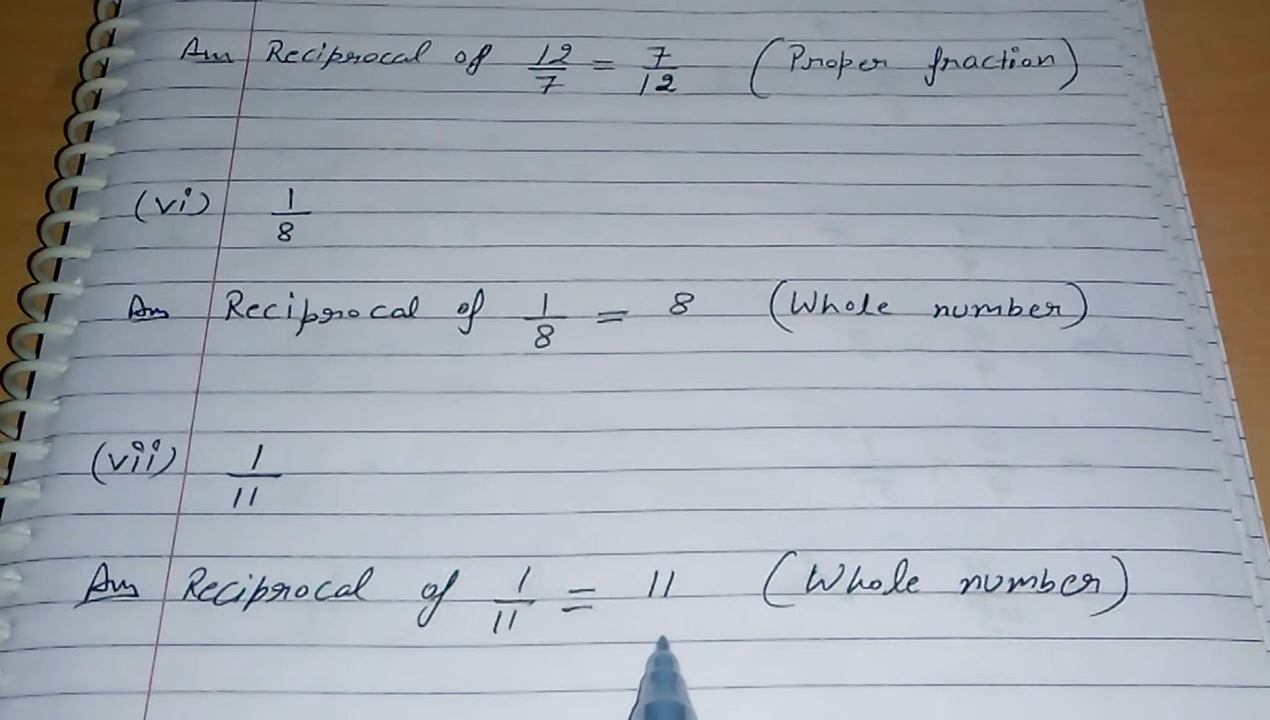 Ans Reciprocal of 12/7 = 7/12 (Proper fraction)
(vi) 1/8
Ans Reciprocal of 1/8 = 8 (Whole number)
(vii) 1/11
Ans Reciprocal of 1/11 = 11 (Whole number)